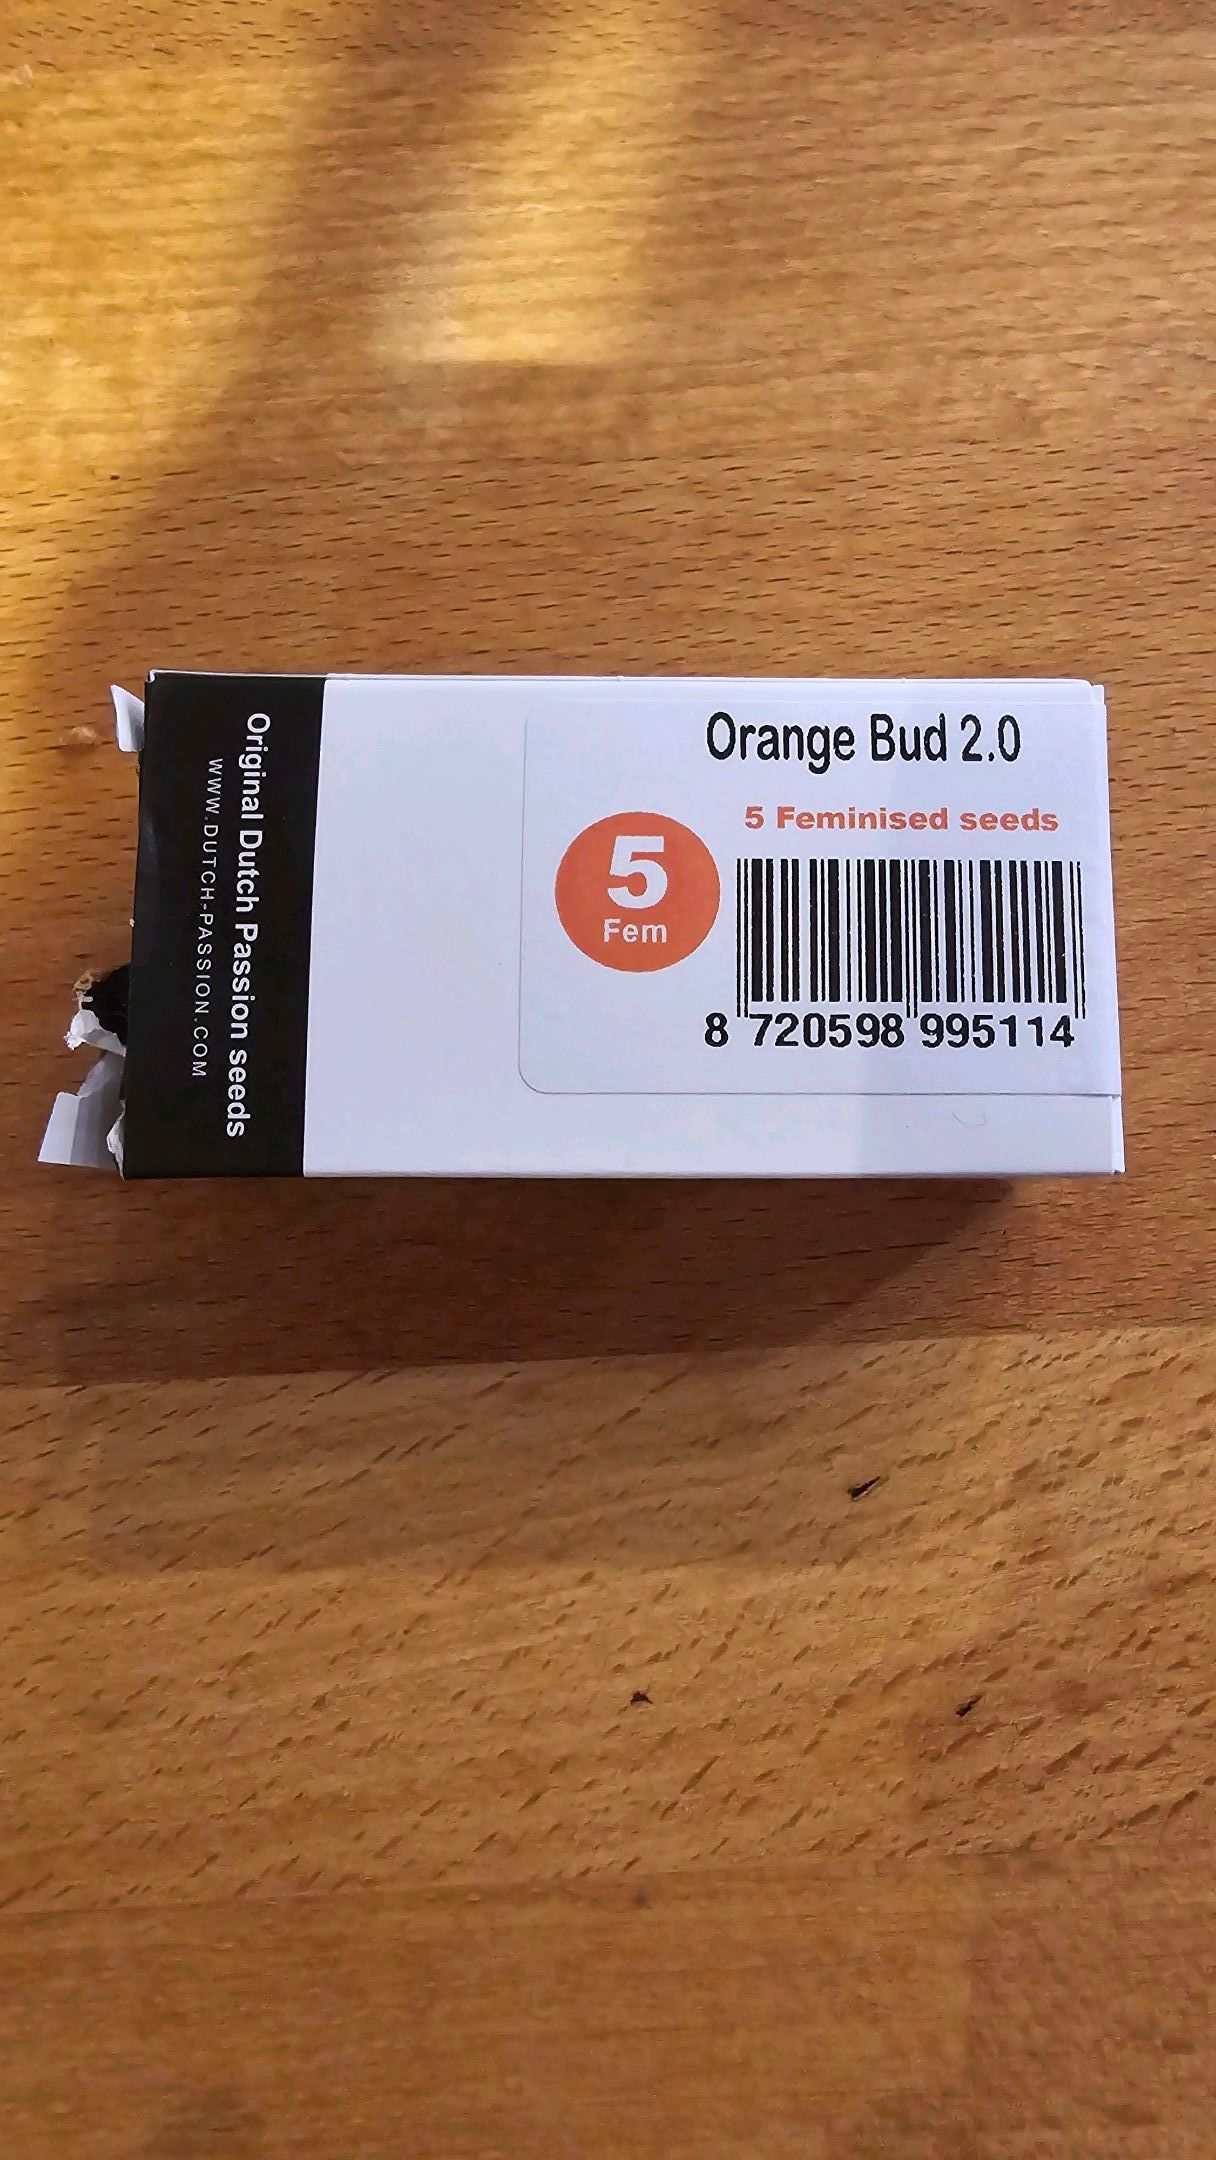 Original Dutch Passion seeds
WWW.DUTCH-PASSION.COM
Orange Bud 2.0
5 Feminised seeds
5
Fem
8 720598 995114